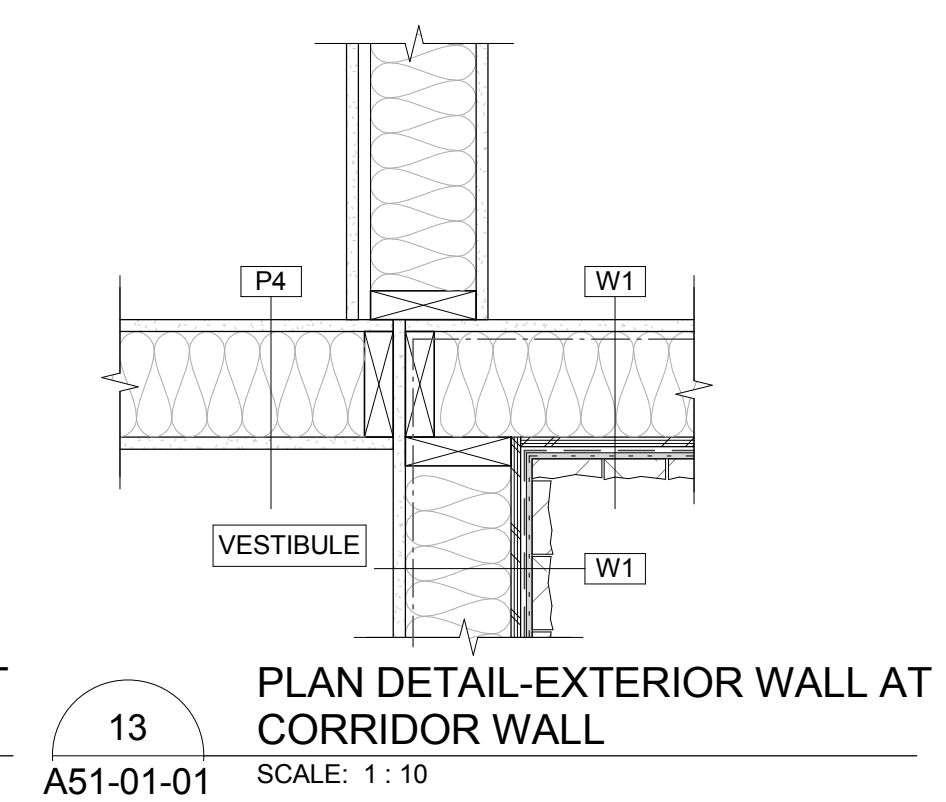 P4
W1
VESTIBULE
W1
T
13
PLAN DETAIL-EXTERIOR WALL AT
CORRIDOR WALL
A51-01-01
SCALE: 1 : 10